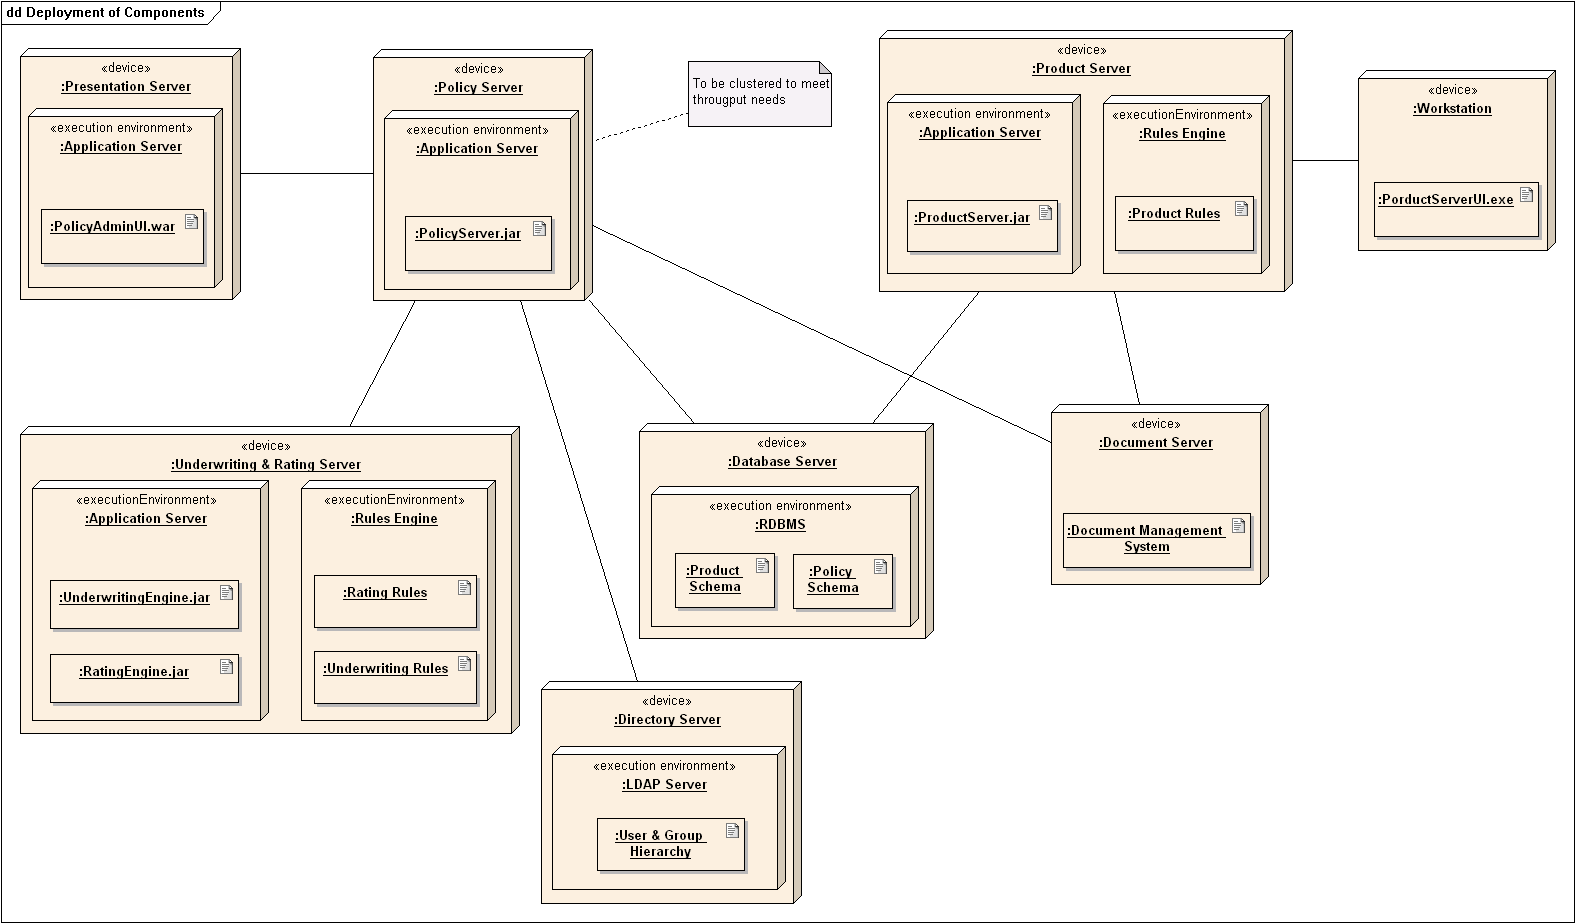 dd Deployment of Components
«device»
:Presentation Server
«execution environment»
:Application Server
:PolicyAdminUI.war
«device»
:Policy Server
«execution environment»
:Application Server
:PolicyServer.jar
To be clustered to meet
througput needs
«device»
:Product Server
«execution environment»
:Application Server
:ProductServer.jar
«executionEnvironment»
:Rules Engine
:Product Rules
«device»
:Workstation
:PorductServerUI.exe
«device»
:Underwriting & Rating Server
«executionEnvironment»
:Application Server
:UnderwritingEngine.jar
:RatingEngine.jar
«executionEnvironment»
:Rules Engine
:Rating Rules
:Underwriting Rules
«device»
:Database Server
«execution environment»
:RDBMS
:Product
Schema
:Policy
Schema
«device»
:Document Server
:Document Management
System
«device»
:Directory Server
«execution environment»
:LDAP Server
:User & Group
Hierarchy